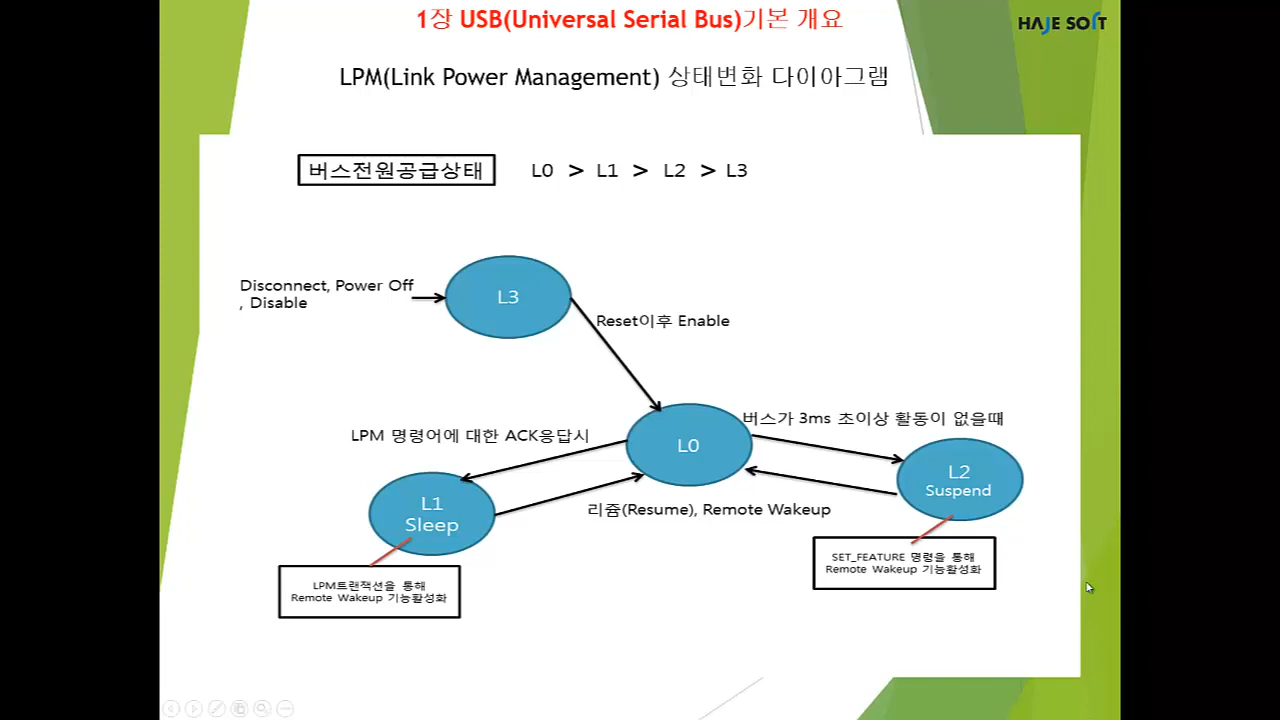 1장 USB(Universal Serial Bus)기본 개요
HAJE SOFT
LPM(Link Power Management) 상태변화 다이아그램
버스전원공급상태
L0 > L1 > L2 > L3
Disconnect, Power Off
, Disable
L3
Reset이후 Enable
버스가 3ms 초이상 활동이 없을때
LPM 명령어에 대한 ACK응답시
L0
L2
Suspend
L1
Sleep
리쥼(Resume), Remote Wakeup
SET_FEATURE 명령을 통해
Remote Wakeup 기능활성화
LPM트랜잭션을 통해
Remote Wakeup 기능활성화